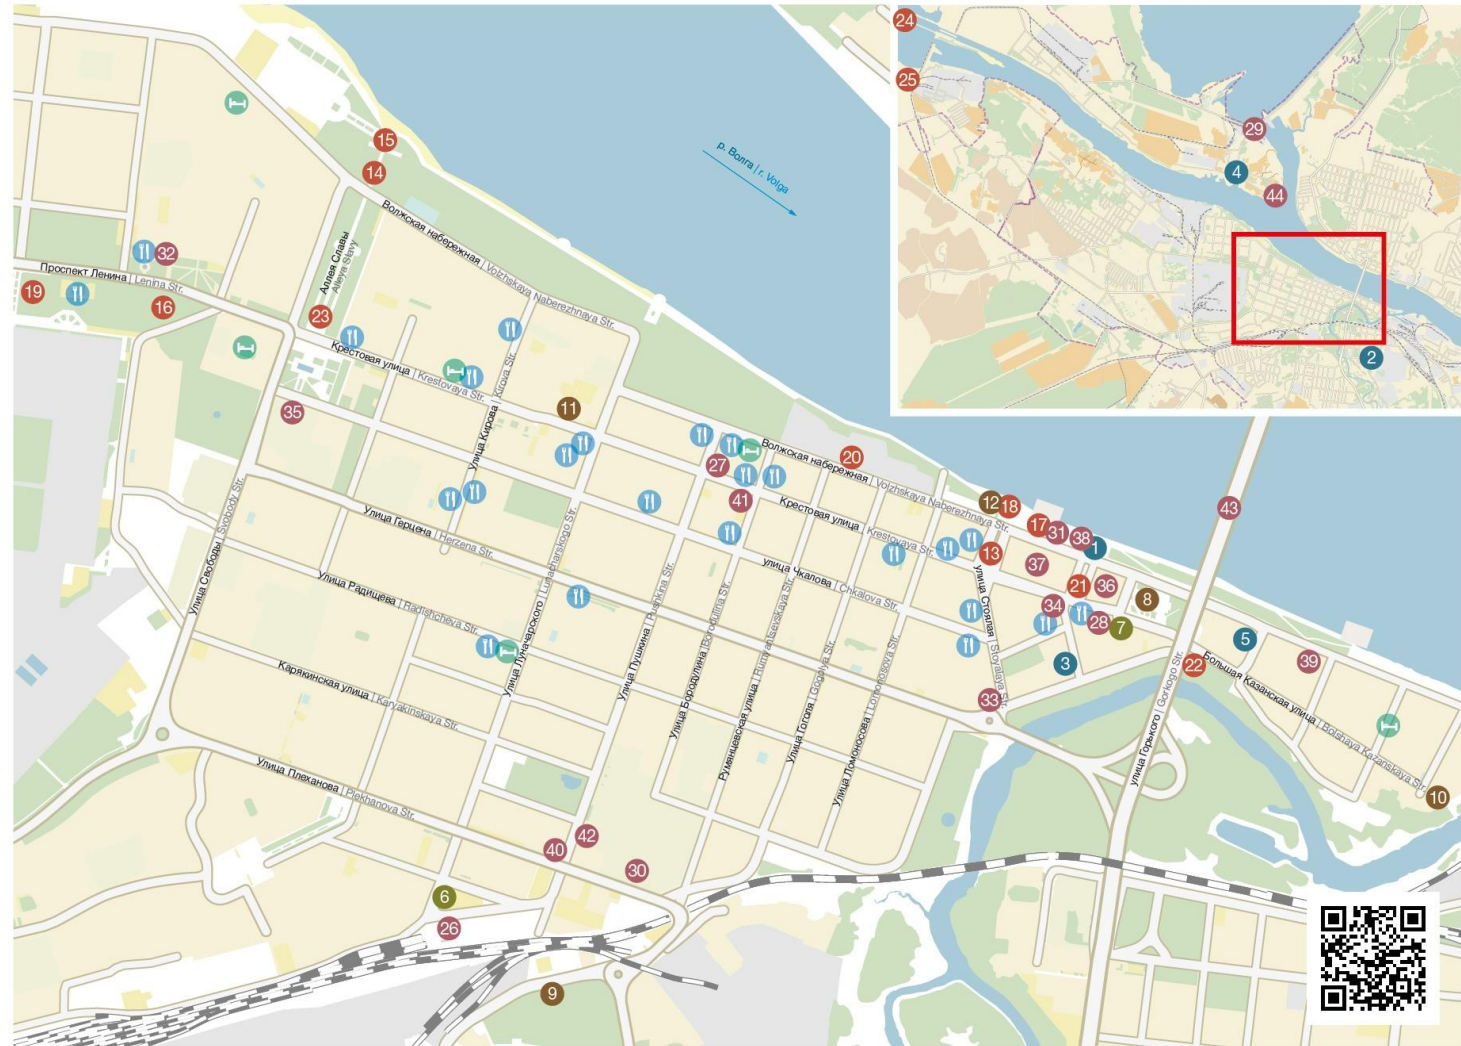 24
25
29
4
44
2
15
14
р. Волга | r. Volga
Волжская набережная | Volzhskaya Naberezhnaya Str.
Аллея Славы
Alleya Slavy
32
Проспект Ленина | Lenina Str.
19
16
23
Крестовая улица | Krestovaya Str.
Улица Кирова | Kirova Str.
35
11
27
41
20
Волжская набережная | Volzhskaya Naberezhnaya Str.
Крестовая улица | Krestovaya Str.
12
18
17
31
38
1
13
37
21
36
43
34
28
7
8
5
39
3
22
33
улица Чкалова | Chkalova Str.
улица Стоялая | Stoyalaya Str.
Улица Свободы | Svobody Str.
Улица Герцена | Herzena Str.
Улица Радищева | Radishcheva Str.
Улица Луначарского | Lunacharskogo Str.
Улица Пушкина | Pushkina Str.
Улица Бородулина | Borodulina Str.
Румянцевская улица | Rumyantsevskaya Str.
Улица Гоголя | Gogolya Str.
Улица Ломоносова | Lomonosova Str.
Карякинская улица | Karyakinskaya Str.
Улица Плеханова | Plekhanova Str.
улица Горького | Gorkogo Str.
Большая Казанская улица | Bolshaya Kazanskaya Str.
10
40
42
30
6
26
9